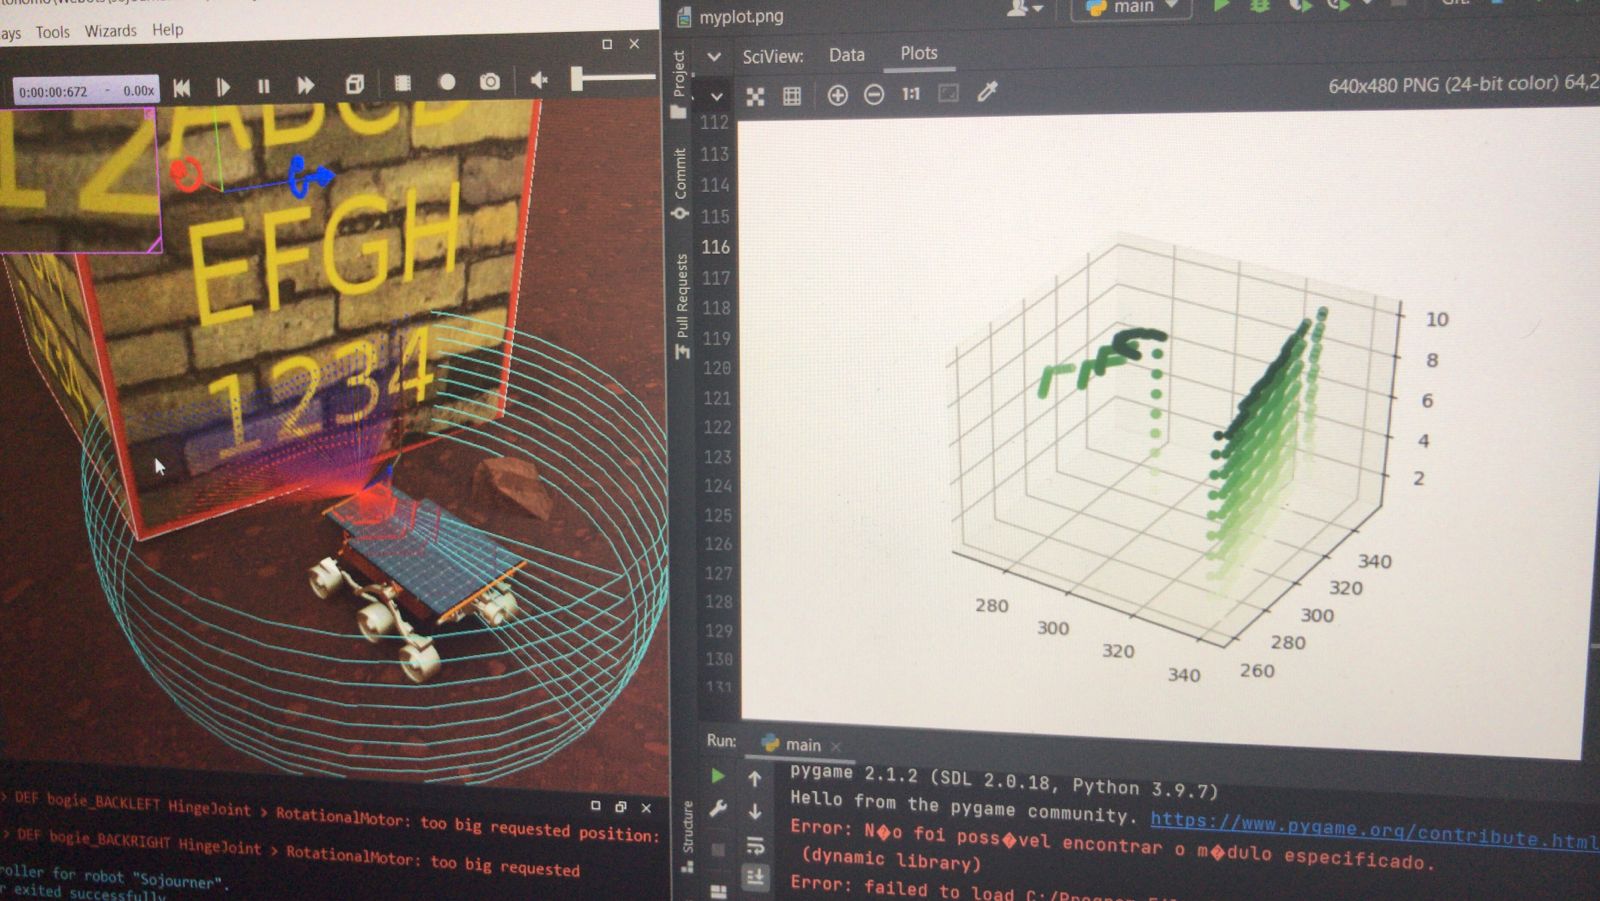 Tools Wizards Help
0:00:00:672 - 0.00x
12
ABCD
EFGH
1234
> DEF bogie_BACKLEFT HingeJoint > RotationalMotor: too big requested position:
> DEF bogie_BACKRIGHT HingeJoint > RotationalMotor: too big requested
roller for robot "Sojourner".
exited successfully
myplot.png
main
SciView: Data Plots
1:1
640x480 PNG (24-bit color) 64,2
Project
Commit
Pull Requests
Structure
112
113
114
115
116
117
118
119
120
121
122
123
124
125
126
127
128
129
130
131
10
8
6
4
2
340
320
300
280
260
280
300
320
340
Run: main
pygame 2.1.2 (SDL 2.0.18, Python 3.9.7)
Hello from the pygame community. https://www.pygame.org/contribute.html
Error: N�o foi poss�vel encontrar o m�dulo especificado.
(dynamic library)
Error: failed to load